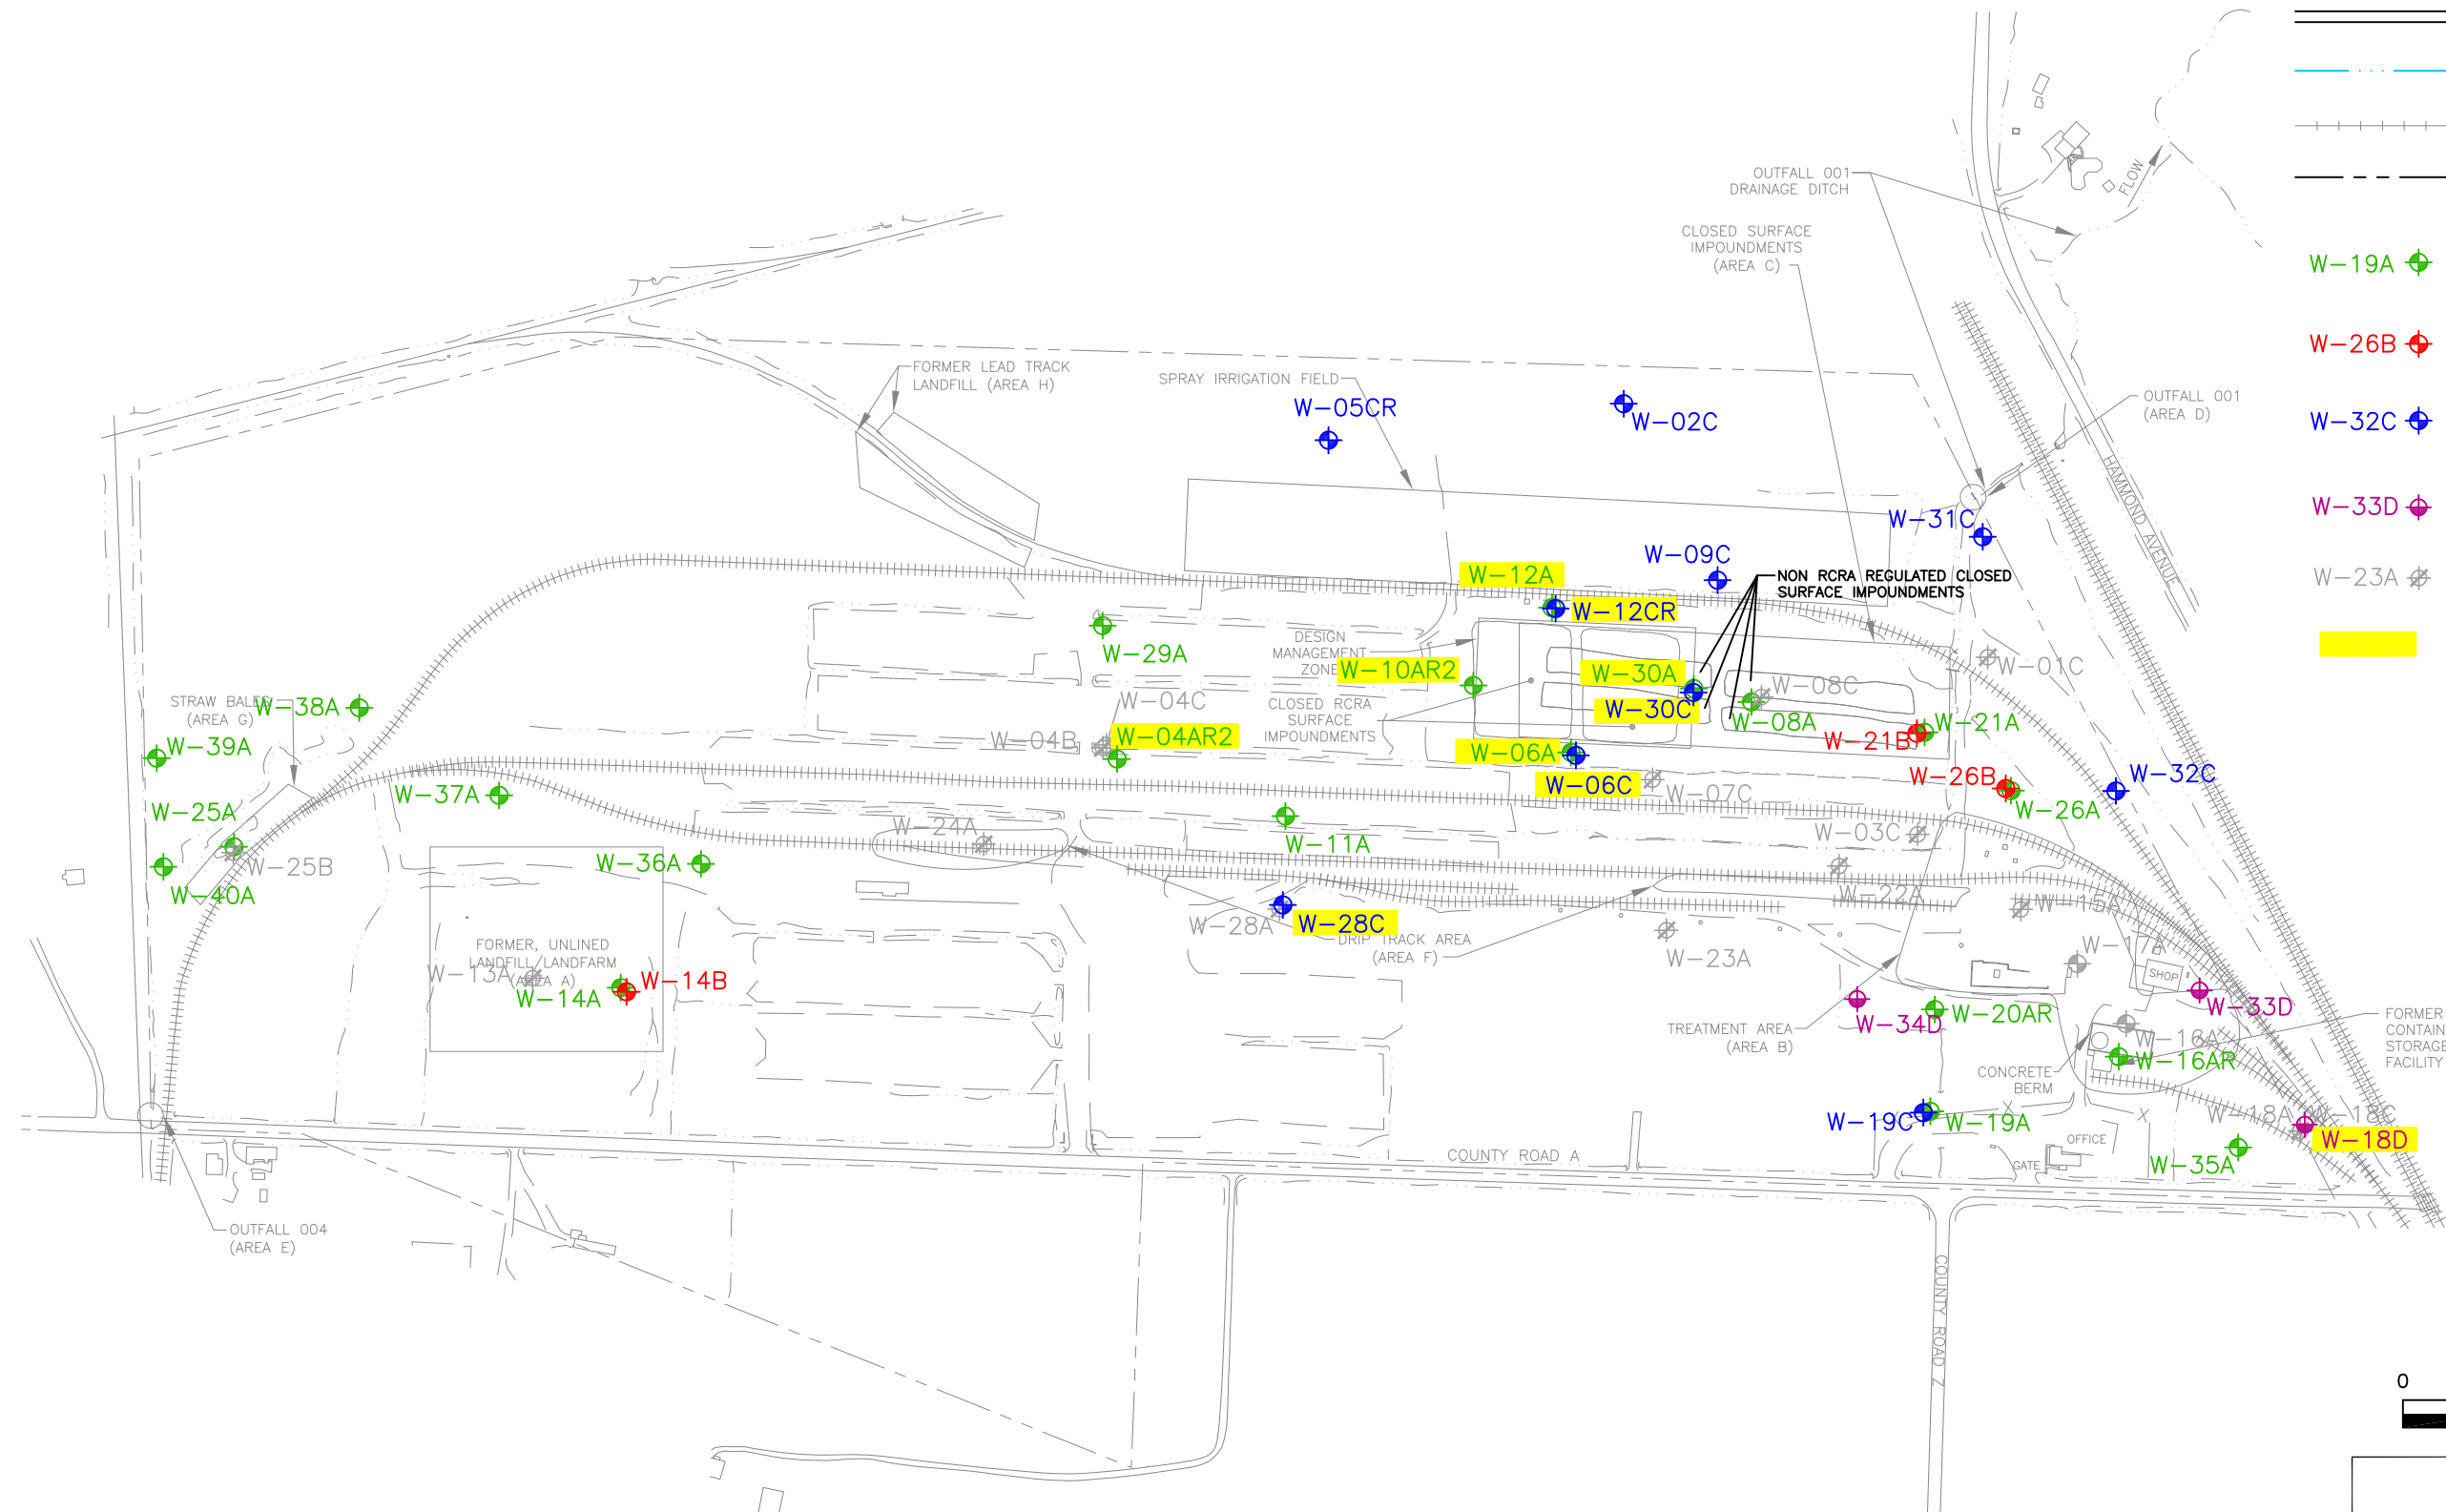 OUTFALL 001
DRAINAGE DITCH
FLOW
CLOSED SURFACE
IMPOUNDMENTS
(AREA C)
W-19A
W-26B
FORMER LEAD TRACK
LANDFILL (AREA H)
SPRAY IRRIGATION FIELD
W-05CR
W-02C
OUTFALL 001
(AREA D)
W-32C
HAMMOND AVENUE
W-33D
W-31C
W-09C
W-12A
NON RCRA REGULATED CLOSED
SURFACE IMPOUNDMENTS
W-23A
W-12CR
DESIGN
MANAGEMENT
ZONE
W-29A
W-10AR2
W-30A
W-30C
W-01C
W-08C
W-08A
STRAW BALES
(AREA G)
W-38A
W-04C
CLOSED RCRA
SURFACE
IMPOUNDMENTS
W-21A
W-21B
W-39A
W-04B
W-04AR2
W-06A
W-06C
W-07C
W-26B
W-26A
W-32C
W-37A
W-25A
W-24A
W-11A
W-03C
W-25B
W-36A
W-40A
W-22A
W-15A
W-28A
W-28C
DRIP TRACK AREA
(AREA F)
W-23A
W-17A
FORMER, UNLINED
LANDFILL/LANDFARM
(AREA A)
W-13A
W-14A
W-14B
SHOP
W-33D
W-34D
W-20AR
TREATMENT AREA
(AREA B)
W-16A
W-16AR
FORMER
CONTAIN
STORAGE
FACILITY
CONCRETE
BERM
W-19C
W-19A
W-18A
W-18C
W-18D
OFFICE
GATE
W-35A
COUNTY ROAD A
OUTFALL 004
(AREA E)
COUNTY ROAD Z
0